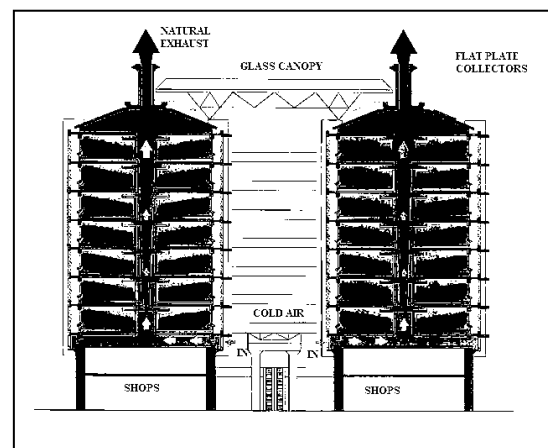 NATURAL
EXHAUST
GLASS CANOPY
FLAT PLATE
COLLECTORS
COLD AIR
IN
IN
SHOPS
SHOPS